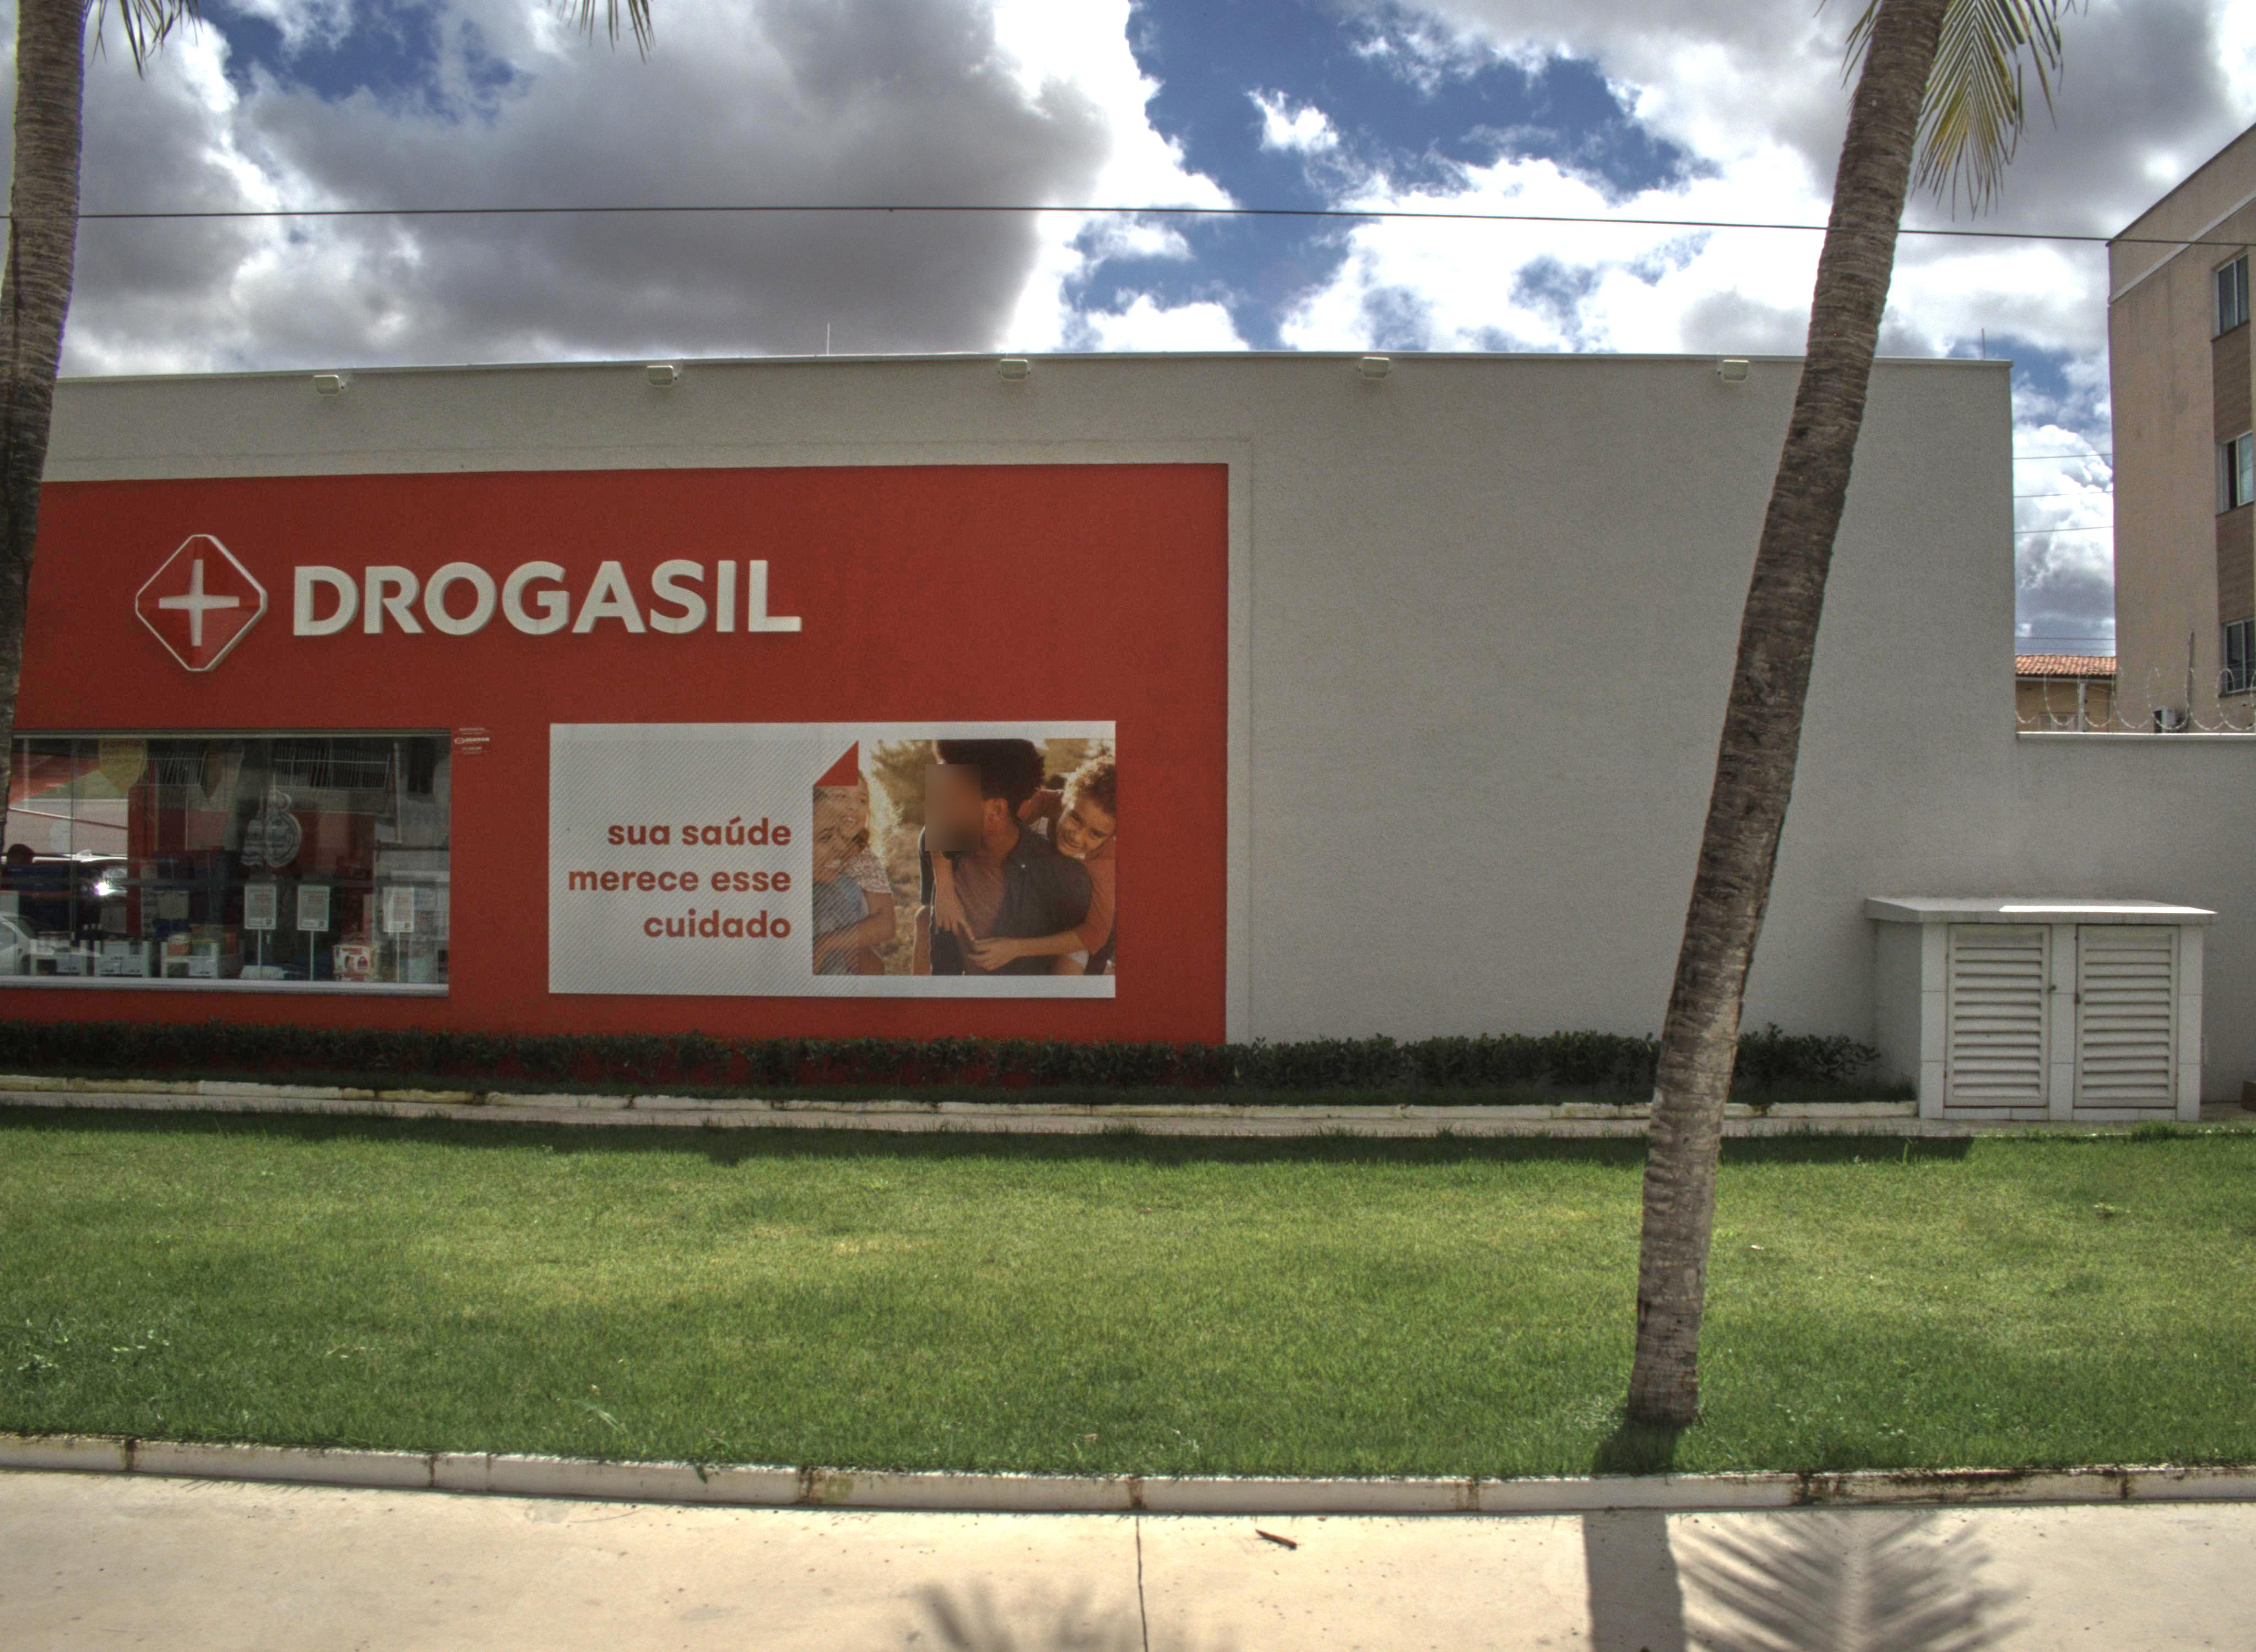 DROGASIL
sua saúde
merece esse
cuidado